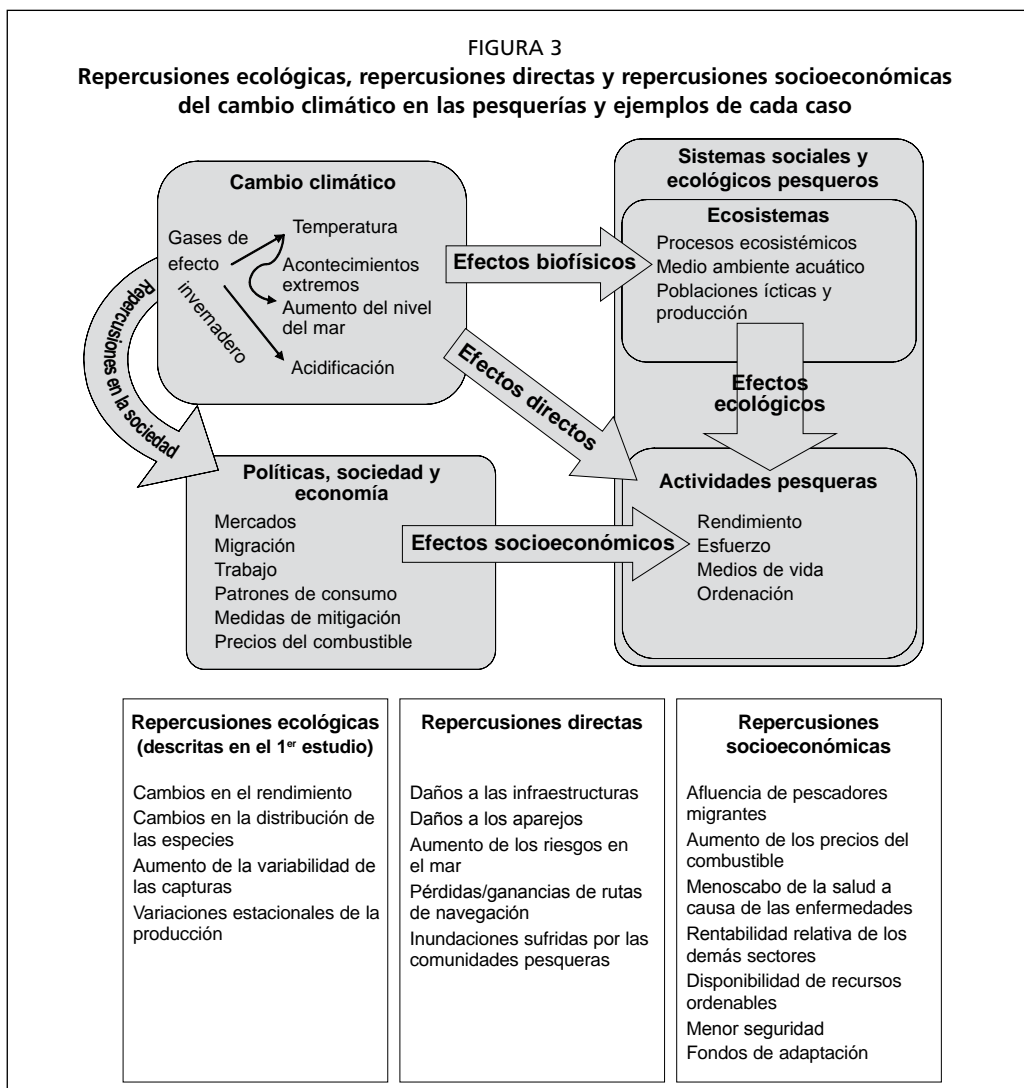 FIGURA 3
Repercusiones ecológicas, repercusiones directas y repercusiones socioeconómicas
del cambio climático en las pesquerías y ejemplos de cada caso
Cambio climático
Gases de
efecto
invernadero
Temperatura
Acontecimientos
extremos
Aumento del nivel
del mar
Acidificación
Repercusiones en la sociedad
Efectos biofísicos
Efectos directos
Sistemas sociales y
ecológicos pesqueros
Ecosistemas
Procesos ecosistémicos
Medio ambiente acuático
Poblaciones ícticas y
producción
Efectos
ecológicos
Políticas, sociedad y
economía
Mercados
Migración
Trabajo
Patrones de consumo
Medidas de mitigación
Precios del combustible
Efectos socioeconómicos
Actividades pesqueras
Rendimiento
Esfuerzo
Medios de vida
Ordenación
Repercusiones ecológicas
(descritas en el 1er estudio)
Cambios en el rendimiento
Cambios en la distribución de
las especies
Aumento de la variabilidad de
las capturas
Variaciones estacionales de la
producción
Repercusiones directas
Daños a las infraestructuras
Daños a los aparejos
Aumento de los riesgos en
el mar
Pérdidas/ganancias de rutas
de navegación
Inundaciones sufridas por las
comunidades pesqueras
Repercusiones
socioeconómicas
Afluencia de pescadores
migrantes
Aumento de los precios del
combustible
Menoscabo de la salud a
causa de las enfermedades
Rentabilidad relativa de los
demás sectores
Disponibilidad de recursos
ordenables
Menor seguridad
Fondos de adaptación